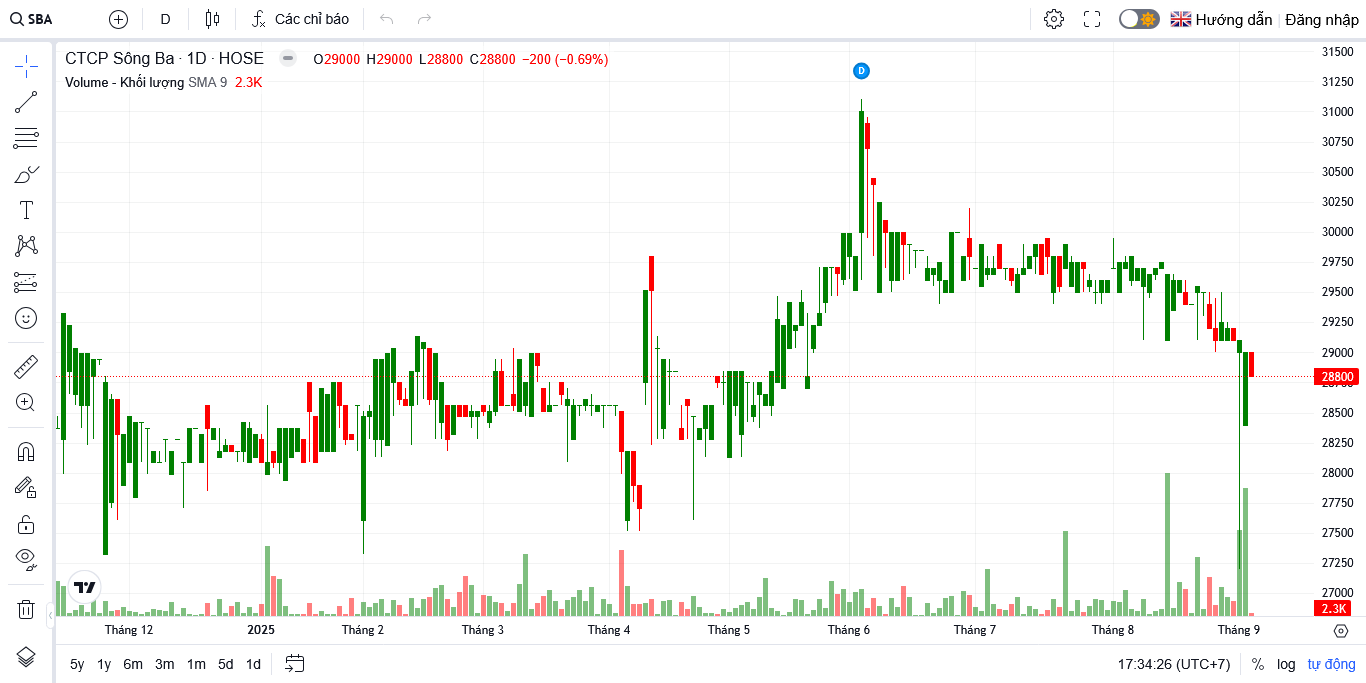 SBA D Các chỉ báo Hướng dẫn Đăng nhập
CTCP Sông Ba · 1D · HOSE O29000 H29000 L28800 C28800 −200 (−0.69%)
Volume - Khối lượng SMA 9 2.3K
D
31500
31250
31000
30750
30500
30250
30000
29750
29500
29250
29000
28800
28500
28250
28000
27750
27500
27250
27000
2.3K
Tháng 12 2025 Tháng 2 Tháng 3 Tháng 4 Tháng 5 Tháng 6 Tháng 7 Tháng 8 Tháng 9
5y 1y 6m 3m 1m 5d 1d 17:34:26 (UTC+7) % log tự động